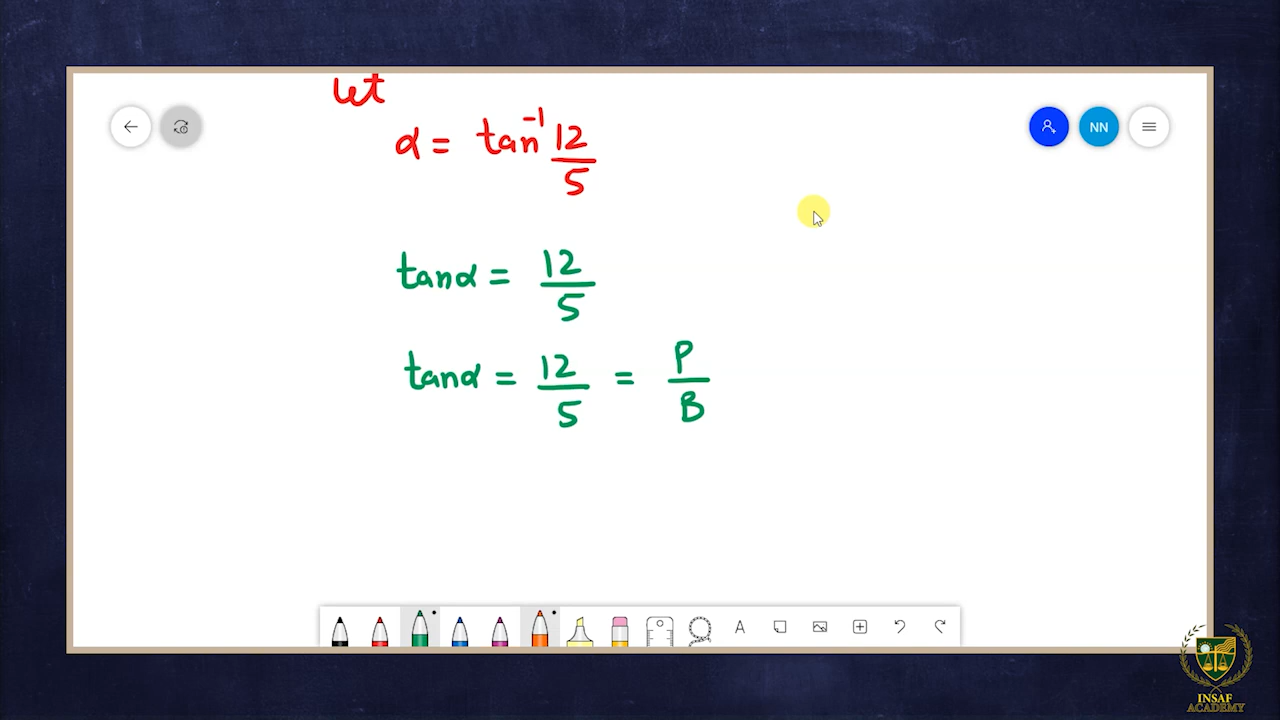 let
α = tan⁻¹ 12/5
NN
tanα = 12/5
tanα = 12/5 = P/B
A
INSAF
ACADEMY